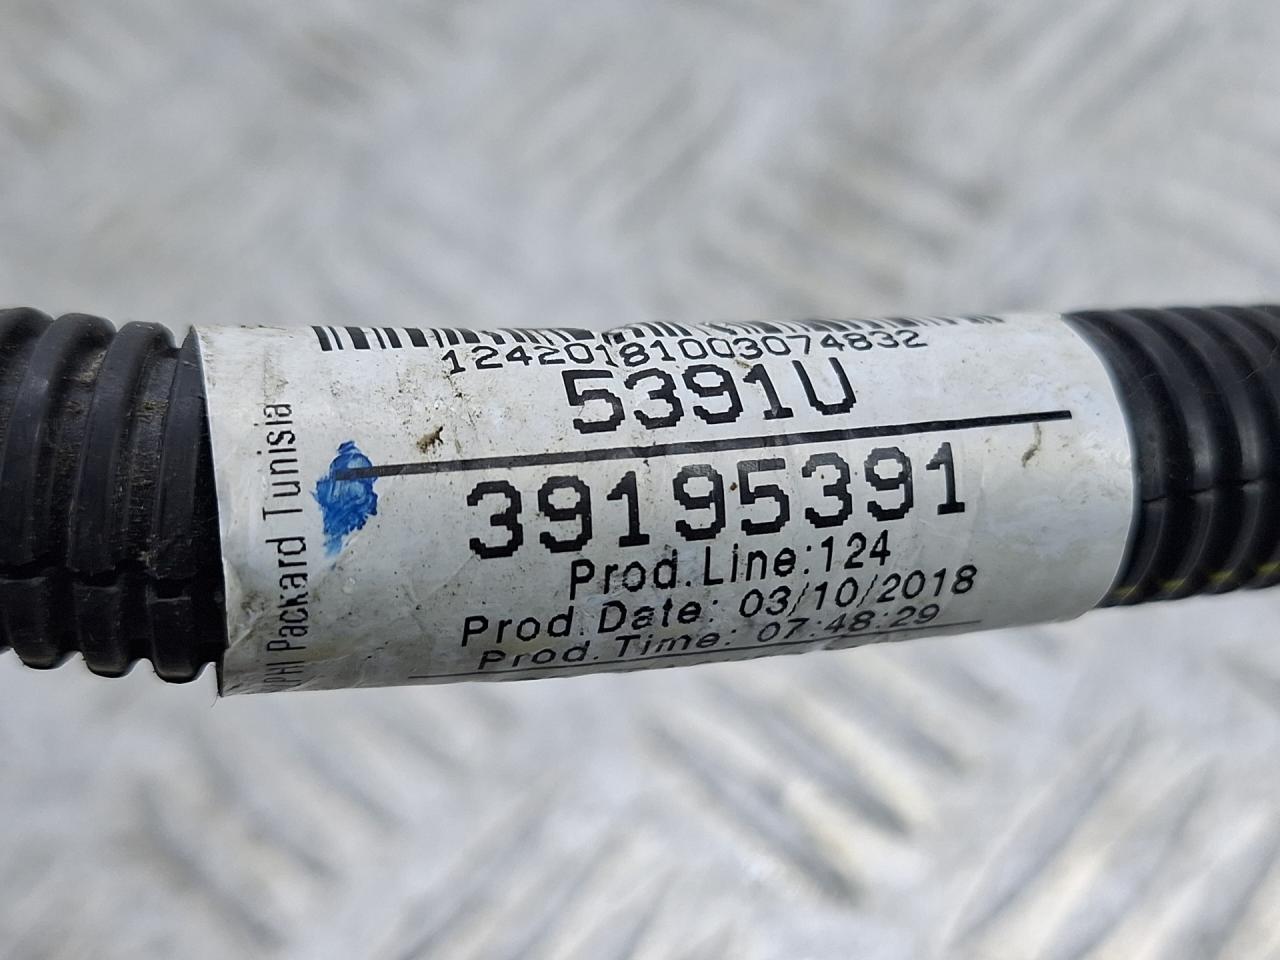 12420181003074832
5391U
39195391
Prod.Line:124
Prod.Date: 03/10/2018
Prod.Time: 07:48:29
Packard Tunisia